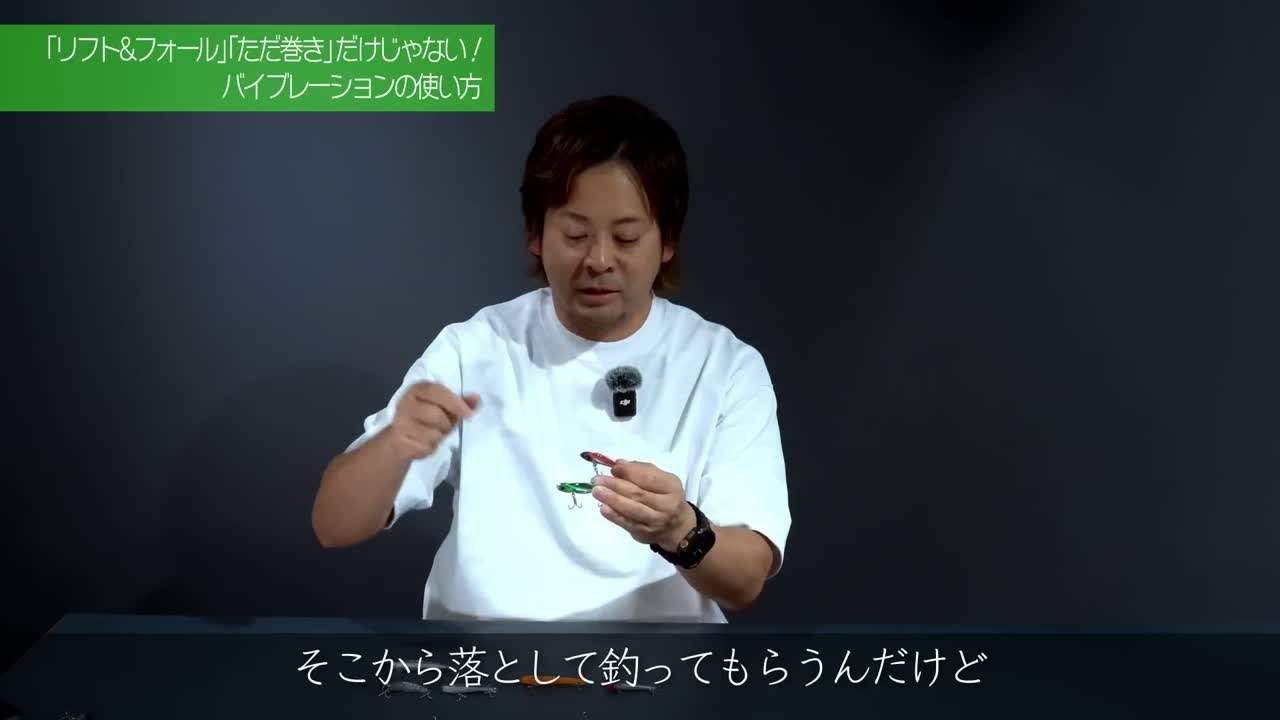 「リフト&フォール」「ただ巻き」だけじゃない!
バイブレーションの使い方
dji
そこから落として釣ってもらうんだけど